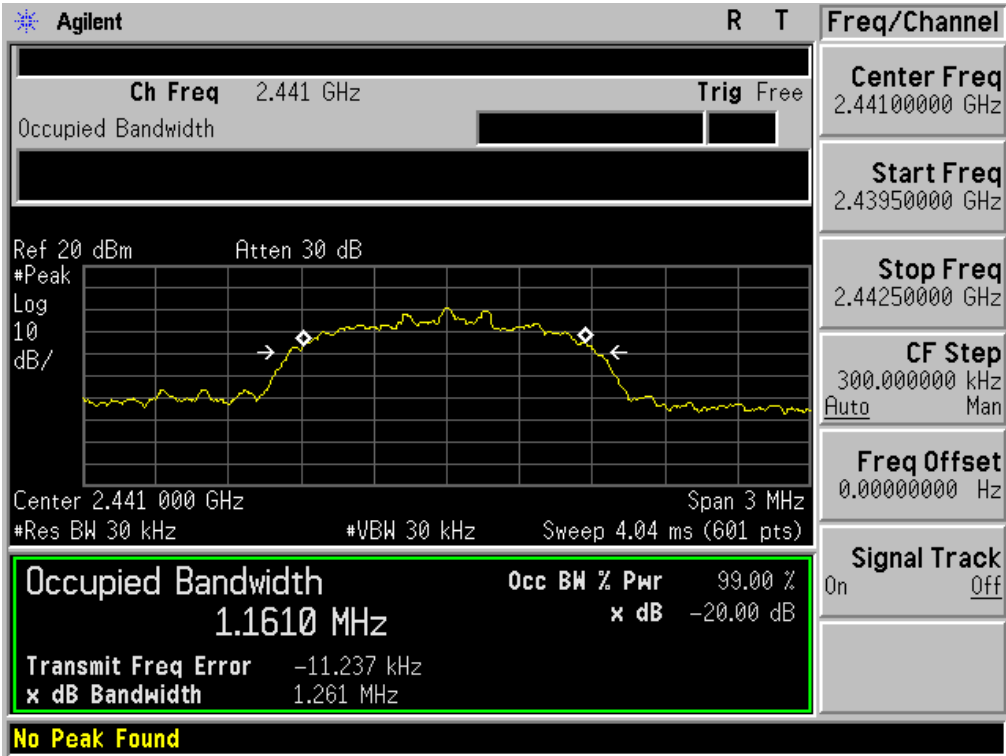 Agilent R T
Freq/Channel
Ch Freq 2.441 GHz Trig Free
Occupied Bandwidth
Center Freq
2.44100000 GHz
Start Freq
2.43950000 GHz
Stop Freq
2.44250000 GHz
CF Step
300.000000 kHz
Auto Man
Freq Offset
0.00000000 Hz
Signal Track
On Off
Ref 20 dBm Atten 30 dB
#Peak
Log
10
dB/
Center 2.441 000 GHz Span 3 MHz
#Res BW 30 kHz #VBW 30 kHz Sweep 4.04 ms (601 pts)
Occupied Bandwidth
1.1610 MHz
Occ BW % Pwr 99.00 %
x dB -20.00 dB
Transmit Freq Error -11.237 kHz
x dB Bandwidth 1.261 MHz
No Peak Found